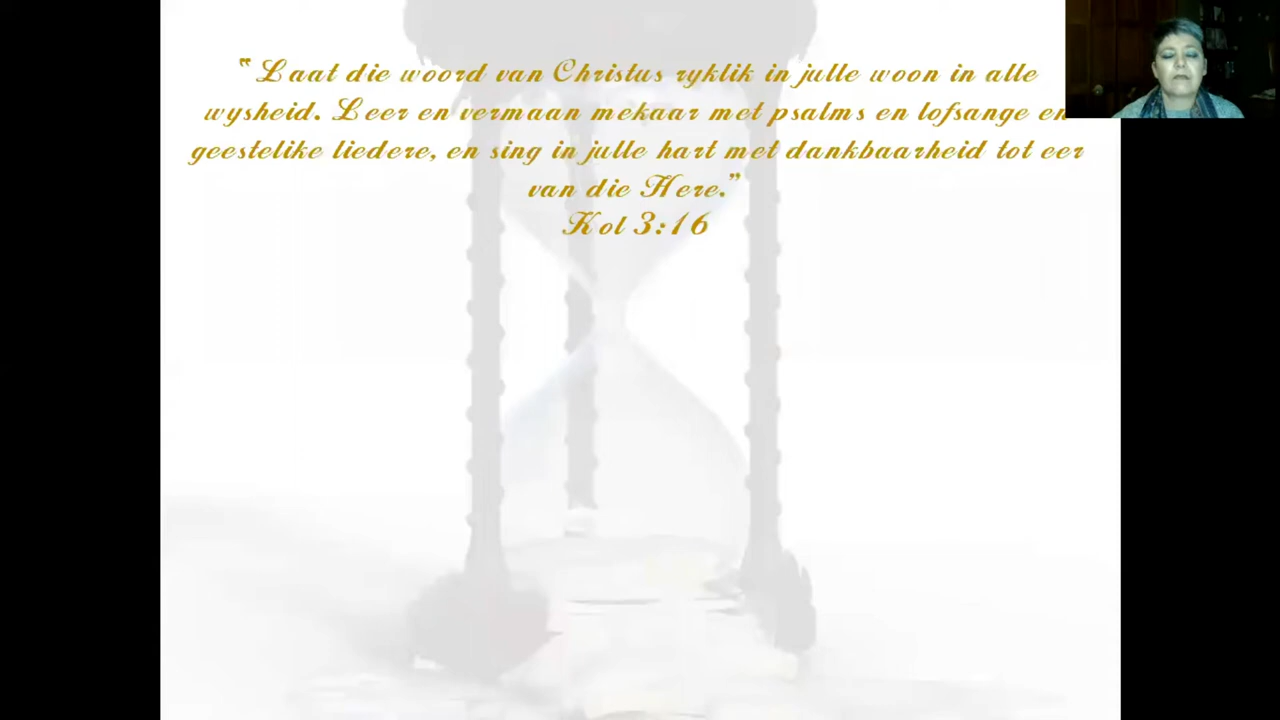 “Laat die woord van Christus ryklik in julle woon in alle
wysheid. Leer en vermaan mekaar met psalms en lofsange en
geestelike liedere, en sing in julle hart met dankbaarheid tot eer
van die Here.”
Kol 3:16